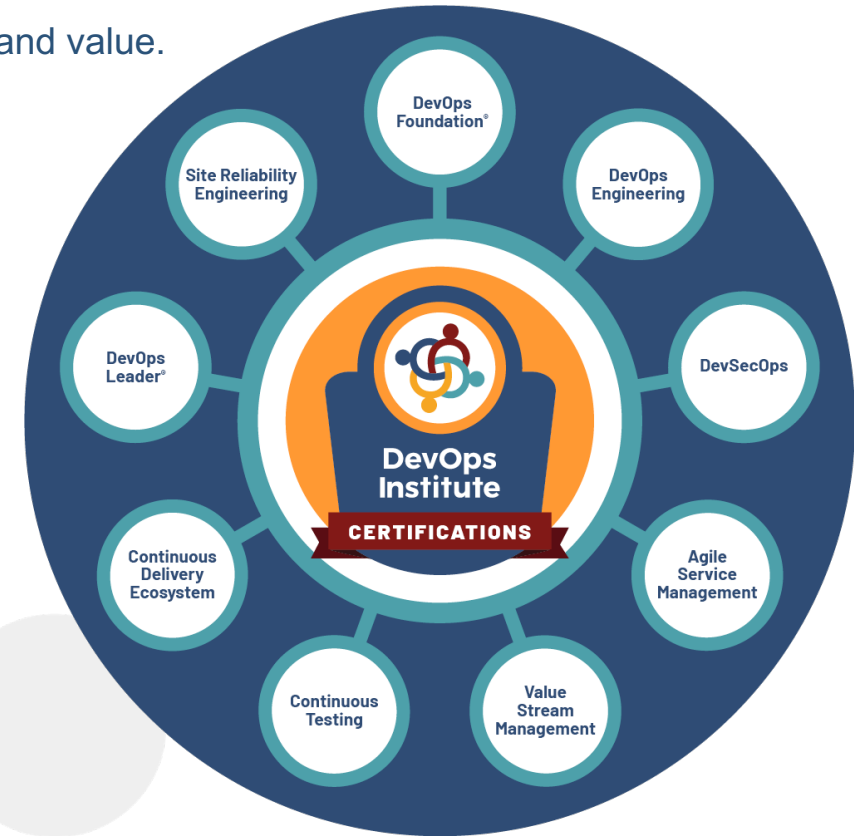 and value.
DevOps
Foundation®
DevOps
Engineering
DevSecOps
Agile
Service
Management
Value
Stream
Management
Continuous
Testing
Continuous
Delivery
Ecosystem
DevOps
Leader®
Site Reliability
Engineering
DevOps
Institute
CERTIFICATIONS